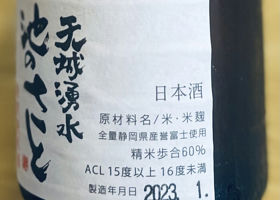 天城湧水
池のさと
日本酒
原材料名/米・米麹
全量静岡県産誉富士使用
精米歩合60%
ACL 15度以上 16度未満
製造年月日 2023. 1.